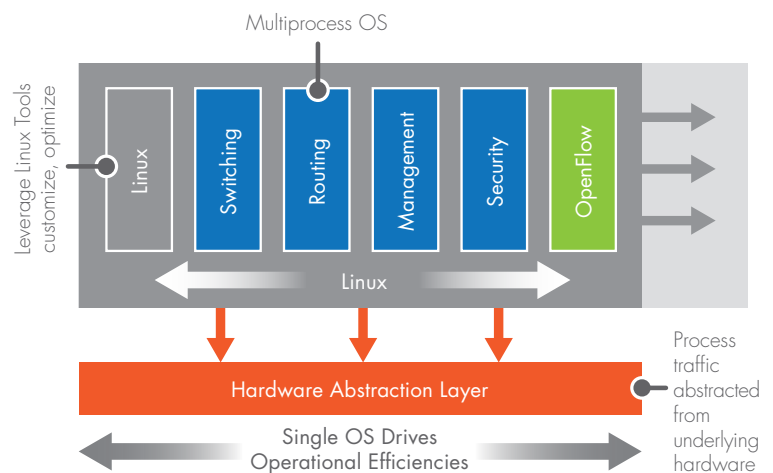 Multiprocess OS
Leverage Linux Tools
customize, optimize
Linux
Switching
Routing
Management
Security
OpenFlow
Linux
Hardware Abstraction Layer
Process
traffic
abstracted
from
underlying
hardware
Single OS Drives
Operational Efficiencies